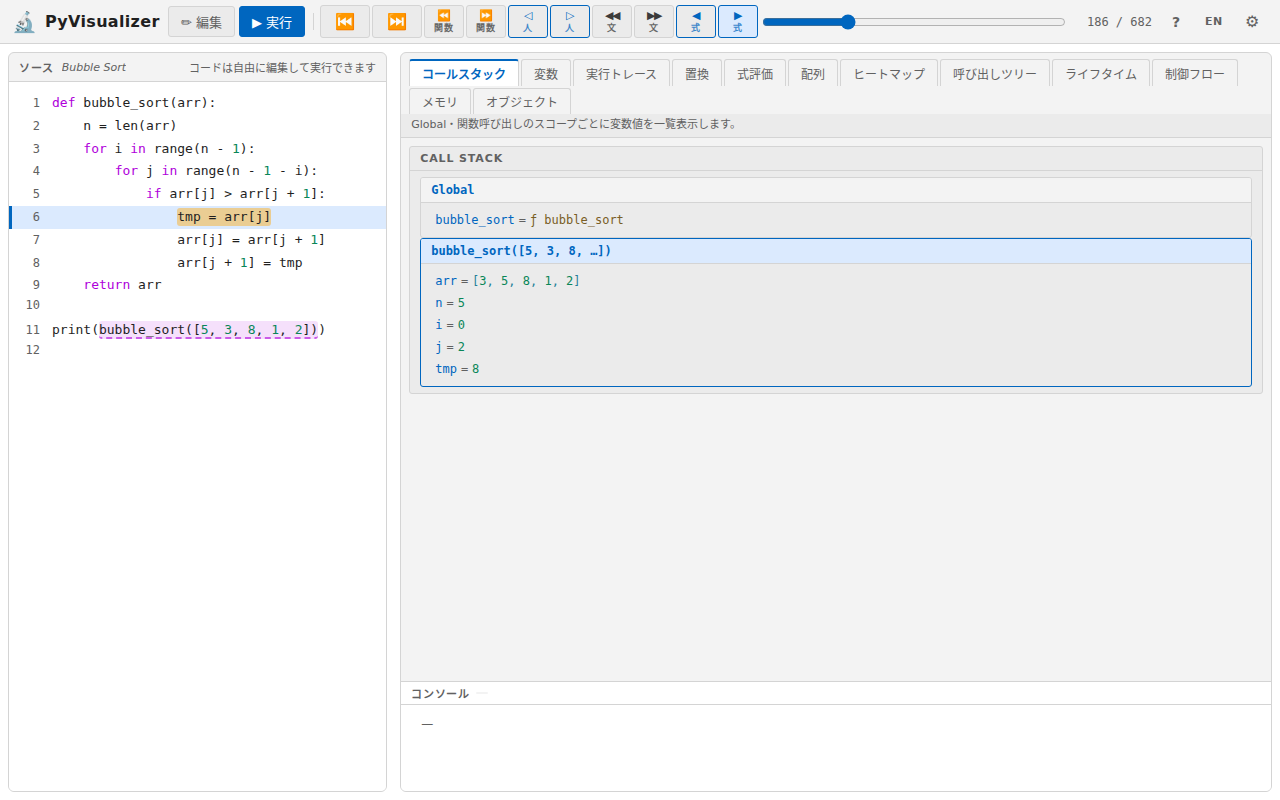 PyVisualizer
✏ 編集
▶ 実行
関数
関数
人
人
文
文
式
式
186 / 682
?
EN
ソース Bubble Sort
コードは自由に編集して実行できます
1 def bubble_sort(arr):
2     n = len(arr)
3     for i in range(n - 1):
4         for j in range(n - 1 - i):
5             if arr[j] > arr[j + 1]:
6                 tmp = arr[j]
7                 arr[j] = arr[j + 1]
8                 arr[j + 1] = tmp
9     return arr
10
11 print(bubble_sort([5, 3, 8, 1, 2]))
12
コールスタック
変数
実行トレース
置換
式評価
配列
ヒートマップ
呼び出しツリー
ライフタイム
制御フロー
メモリ
オブジェクト
Global・関数呼び出しのスコープごとに変数値を一覧表示します。
CALL STACK
Global
bubble_sort = ƒ bubble_sort
bubble_sort([5, 3, 8, …])
arr = [3, 5, 8, 1, 2]
n = 5
i = 0
j = 2
tmp = 8
コンソール —
—